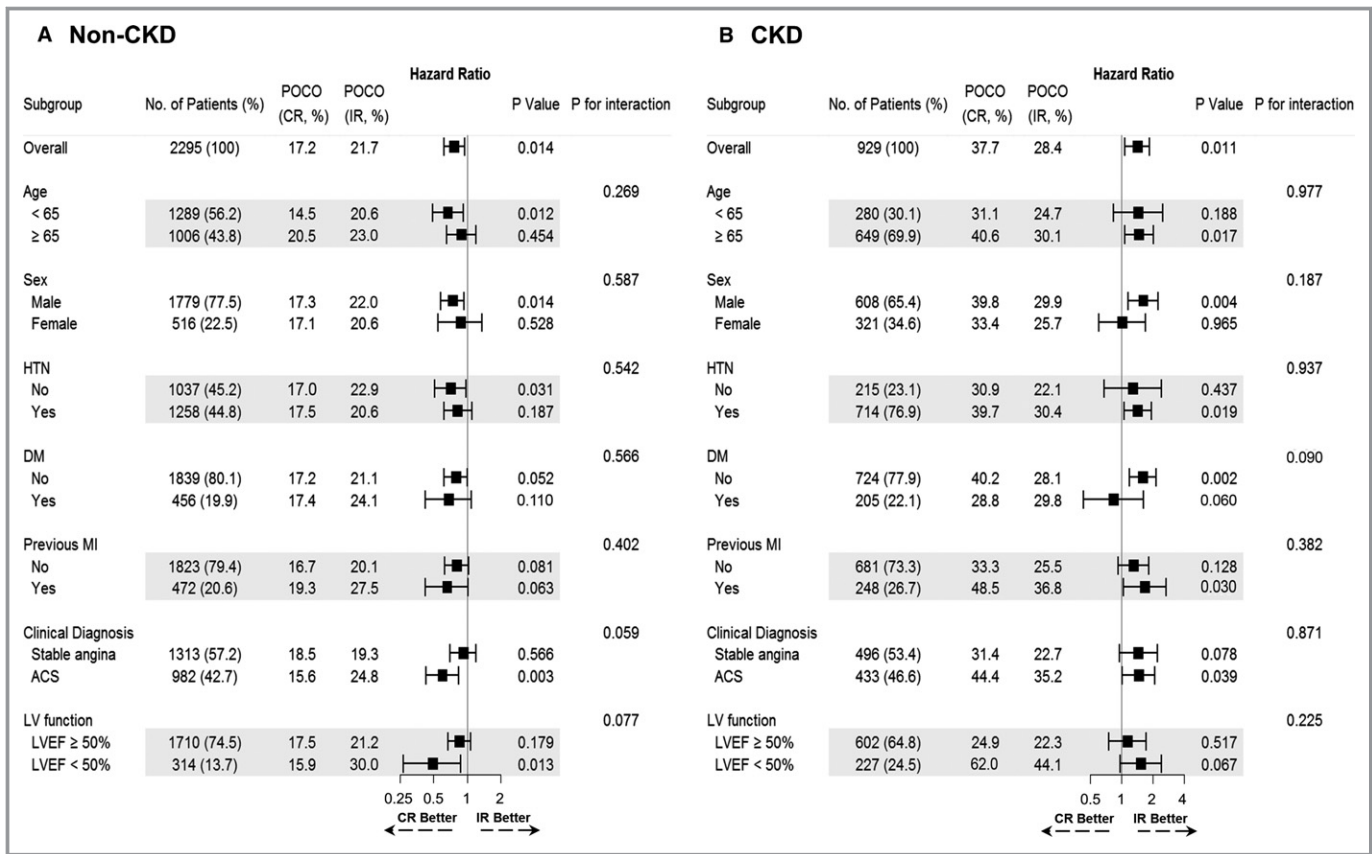 A Non-CKD
Hazard Ratio
Subgroup No. of Patients (%) POCO (CR, %) POCO (IR, %) P Value P for interaction
Overall 2295 (100) 17.2 21.7 0.014
Age 0.269
< 65 1289 (56.2) 14.5 20.6 0.012
≥ 65 1006 (43.8) 20.5 23.0 0.454
Sex 0.587
Male 1779 (77.5) 17.3 22.0 0.014
Female 516 (22.5) 17.1 20.6 0.528
HTN 0.542
No 1037 (45.2) 17.0 22.9 0.031
Yes 1258 (44.8) 17.5 20.6 0.187
DM 0.566
No 1839 (80.1) 17.2 21.1 0.052
Yes 456 (19.9) 17.4 24.1 0.110
Previous MI 0.402
No 1823 (79.4) 16.7 20.1 0.081
Yes 472 (20.6) 19.3 27.5 0.063
Clinical Diagnosis 0.059
Stable angina 1313 (57.2) 18.5 19.3 0.566
ACS 982 (42.7) 15.6 24.8 0.003
LV function 0.077
LVEF ≥ 50% 1710 (74.5) 17.5 21.2 0.179
LVEF < 50% 314 (13.7) 15.9 30.0 0.013
0.25 0.5 1 2
CR Better IR Better
B CKD
Hazard Ratio
Subgroup No. of Patients (%) POCO (CR, %) POCO (IR, %) P Value P for interaction
Overall 929 (100) 37.7 28.4 0.011
Age 0.977
< 65 280 (30.1) 31.1 24.7 0.188
≥ 65 649 (69.9) 40.6 30.1 0.017
Sex 0.187
Male 608 (65.4) 39.8 29.9 0.004
Female 321 (34.6) 33.4 25.7 0.965
HTN 0.937
No 215 (23.1) 30.9 22.1 0.437
Yes 714 (76.9) 39.7 30.4 0.019
DM 0.090
No 724 (77.9) 40.2 28.1 0.002
Yes 205 (22.1) 28.8 29.8 0.060
Previous MI 0.382
No 681 (73.3) 33.3 25.5 0.128
Yes 248 (26.7) 48.5 36.8 0.030
Clinical Diagnosis 0.871
Stable angina 496 (53.4) 31.4 22.7 0.078
ACS 433 (46.6) 44.4 35.2 0.039
LV function 0.225
LVEF ≥ 50% 602 (64.8) 24.9 22.3 0.517
LVEF < 50% 227 (24.5) 62.0 44.1 0.067
0.5 1 2 4
CR Better IR Better